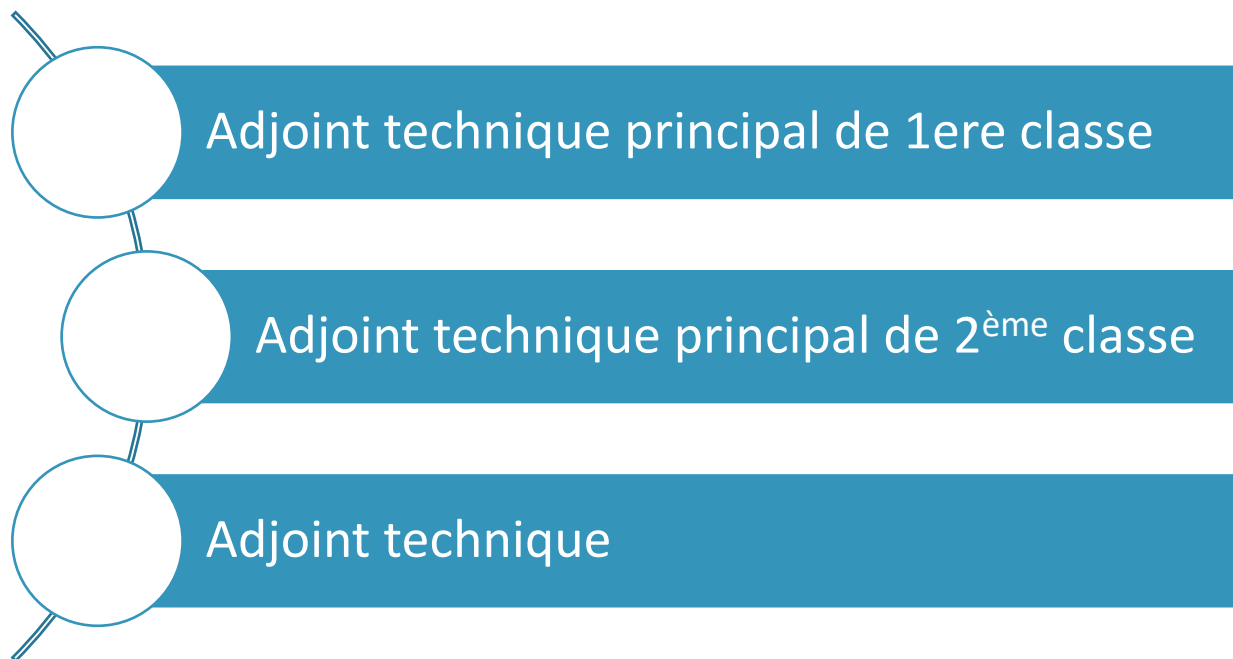 Adjoint technique principal de 1ere classe
Adjoint technique principal de 2ème classe
Adjoint technique